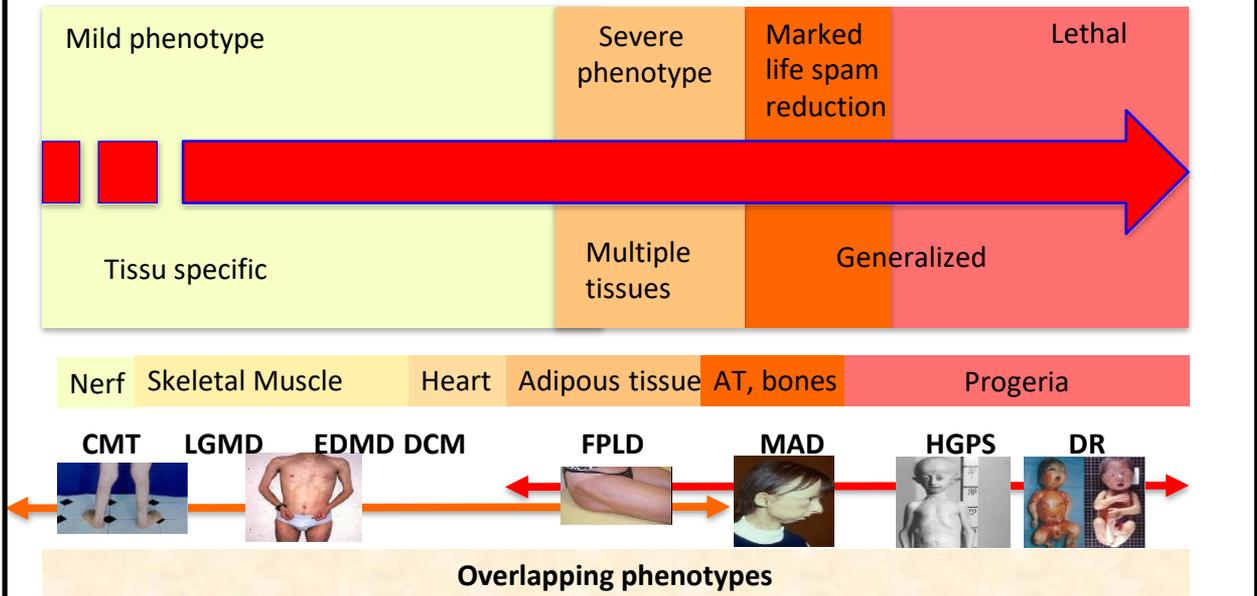 Mild phenotype
Severe
phenotype
Marked
life spam
reduction
Lethal
Tissu specific
Multiple
tissues
Generalized
Nerf
Skeletal Muscle
Heart
Adipous tissue
AT, bones
Progeria
CMT
LGMD
EDMD
DCM
FPLD
MAD
HGPS
DR
Overlapping phenotypes